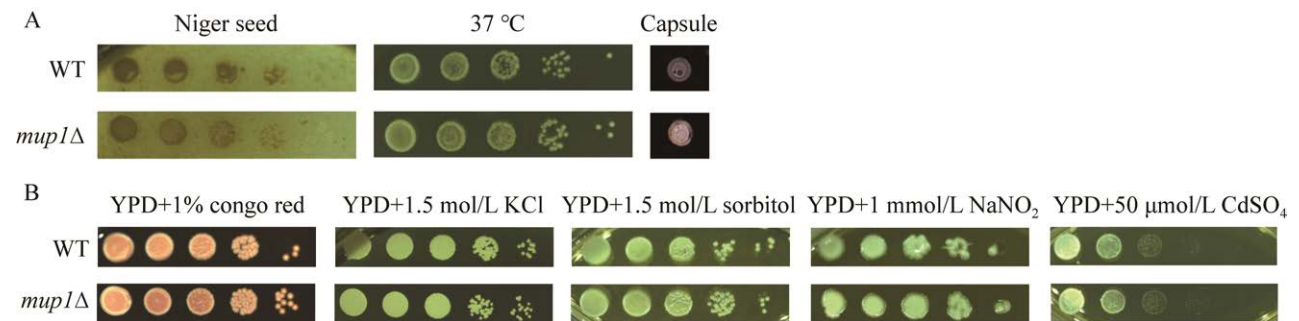 A
Niger seed 37 ℃ Capsule
WT
mup1Δ
B
YPD+1% congo red YPD+1.5 mol/L KCl YPD+1.5 mol/L sorbitol YPD+1 mmol/L NaNO₂ YPD+50 μmol/L CdSO₄
WT
mup1Δ